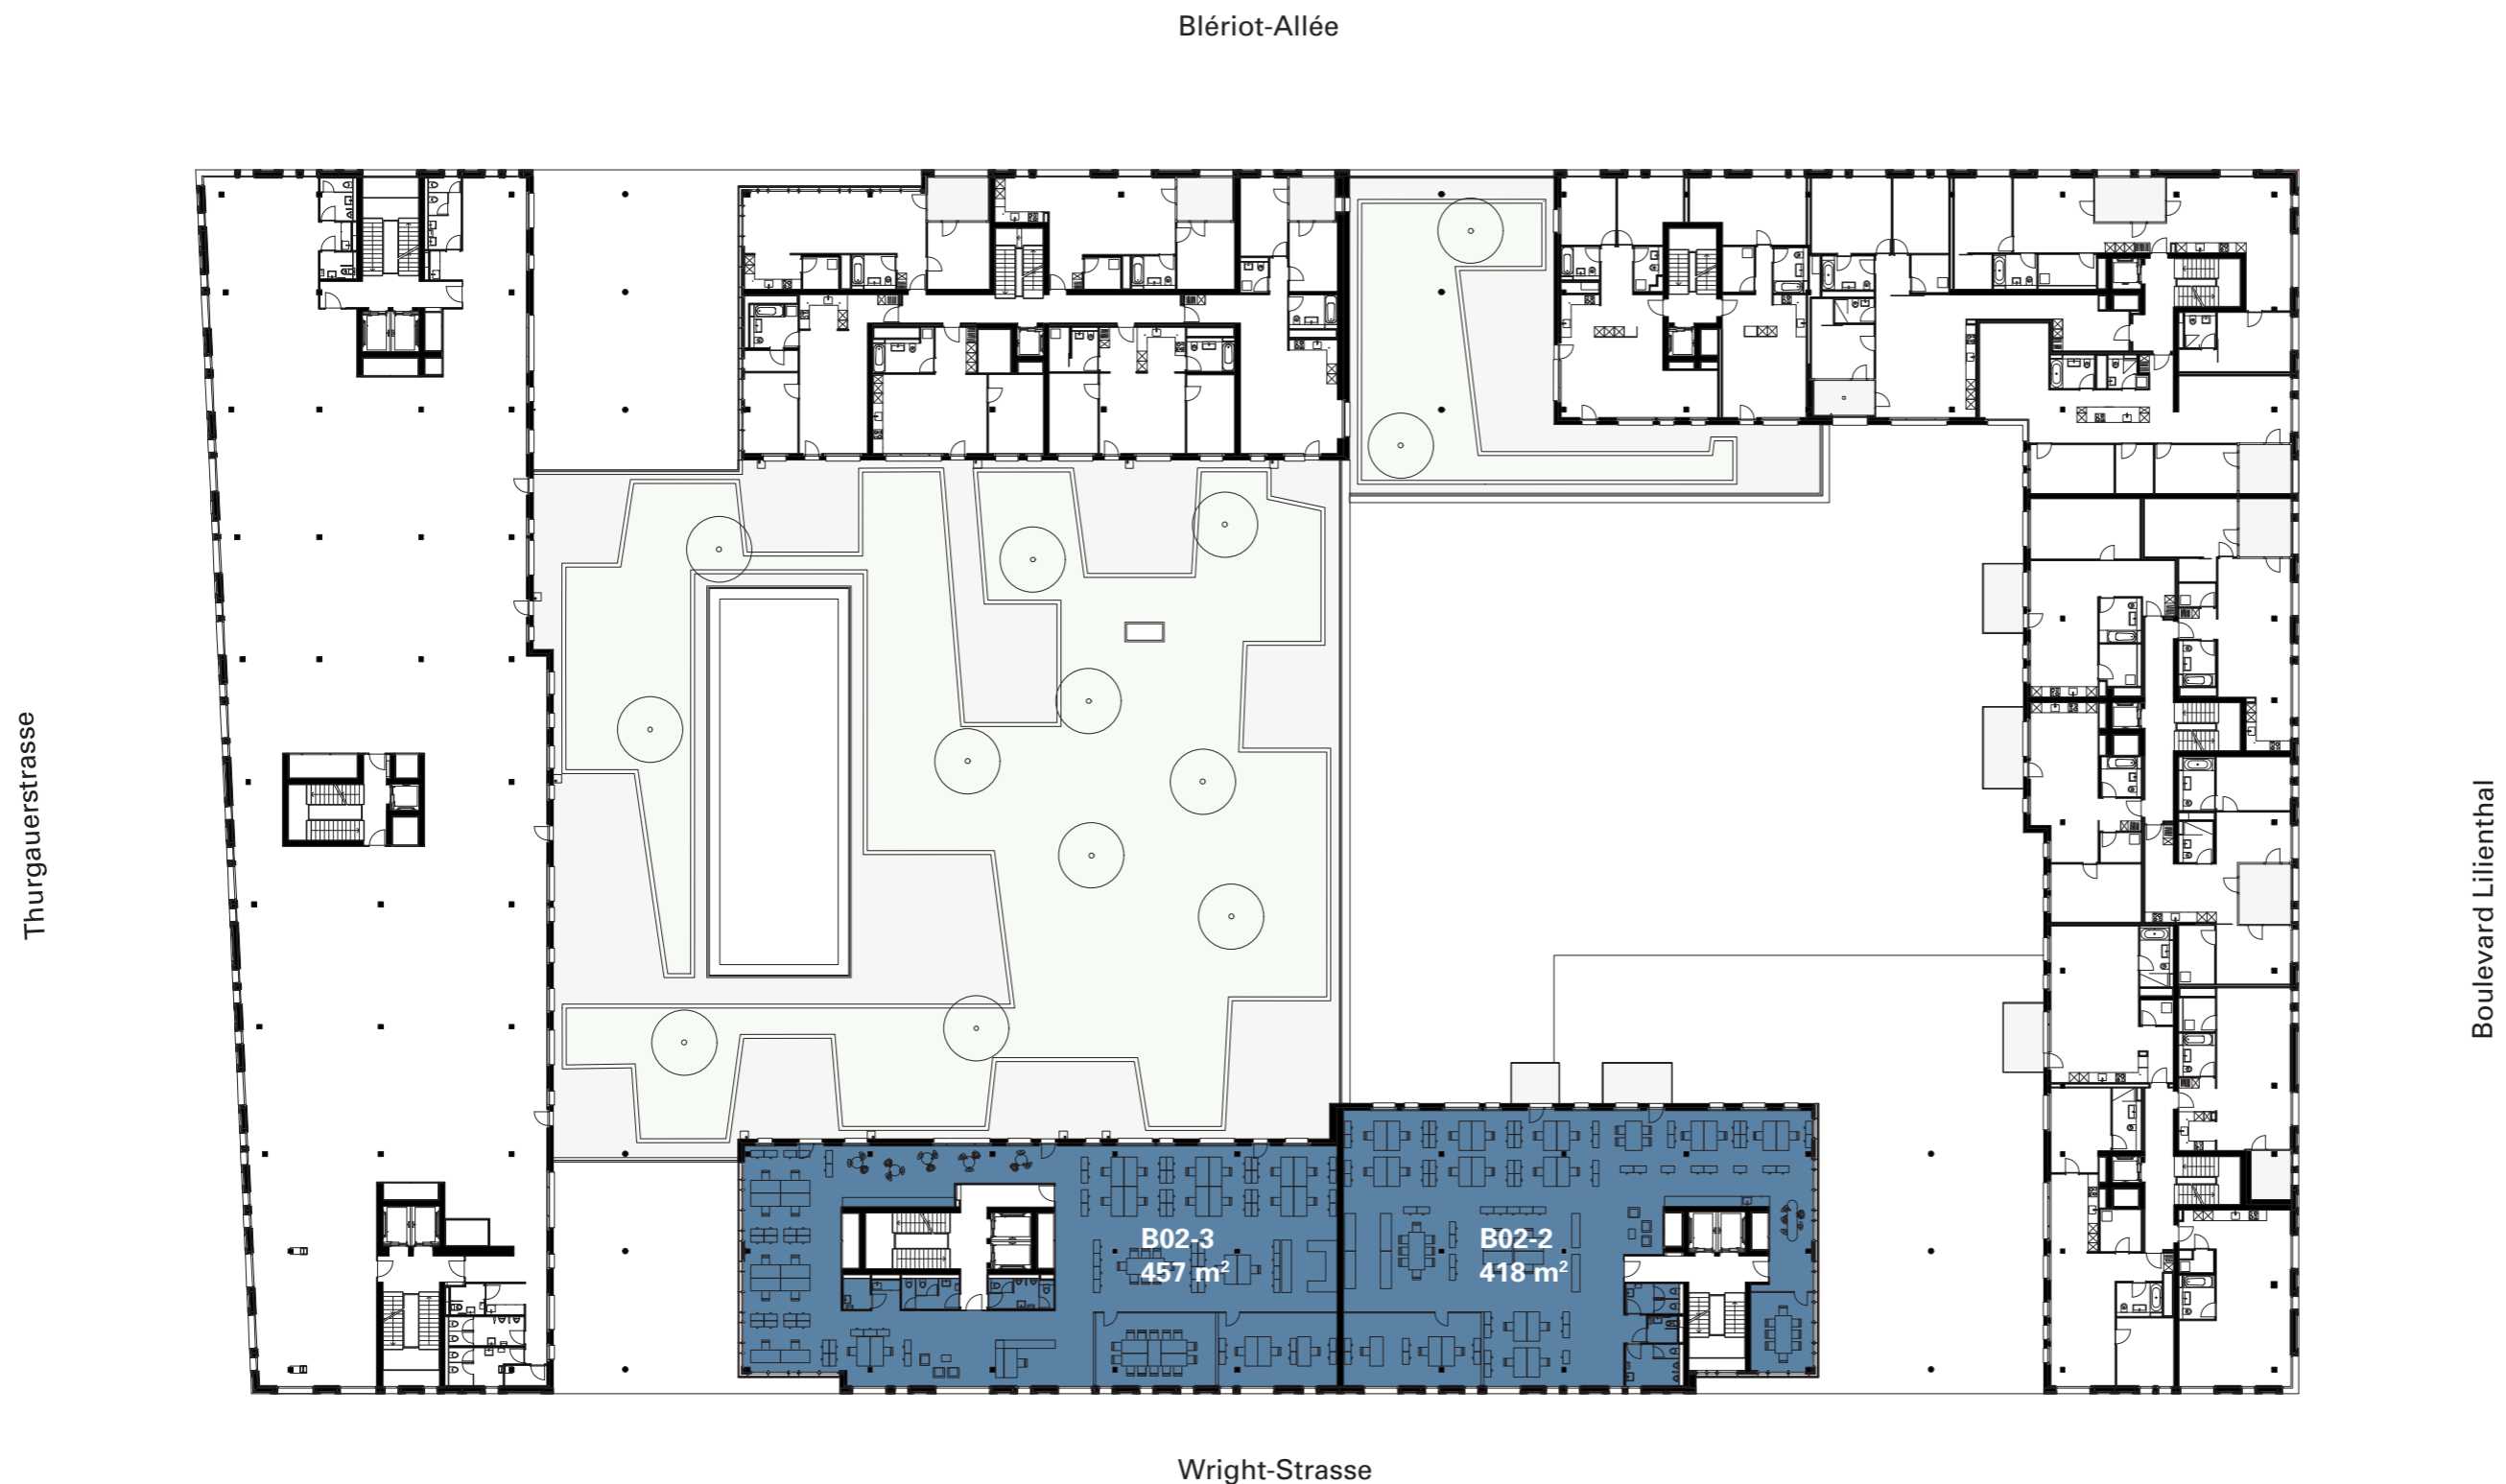 Blériot-Allée
Thurgauerstrasse
Boulevard Lilienthal
B02-3
457 m²
B02-2
418 m²
Wright-Strasse